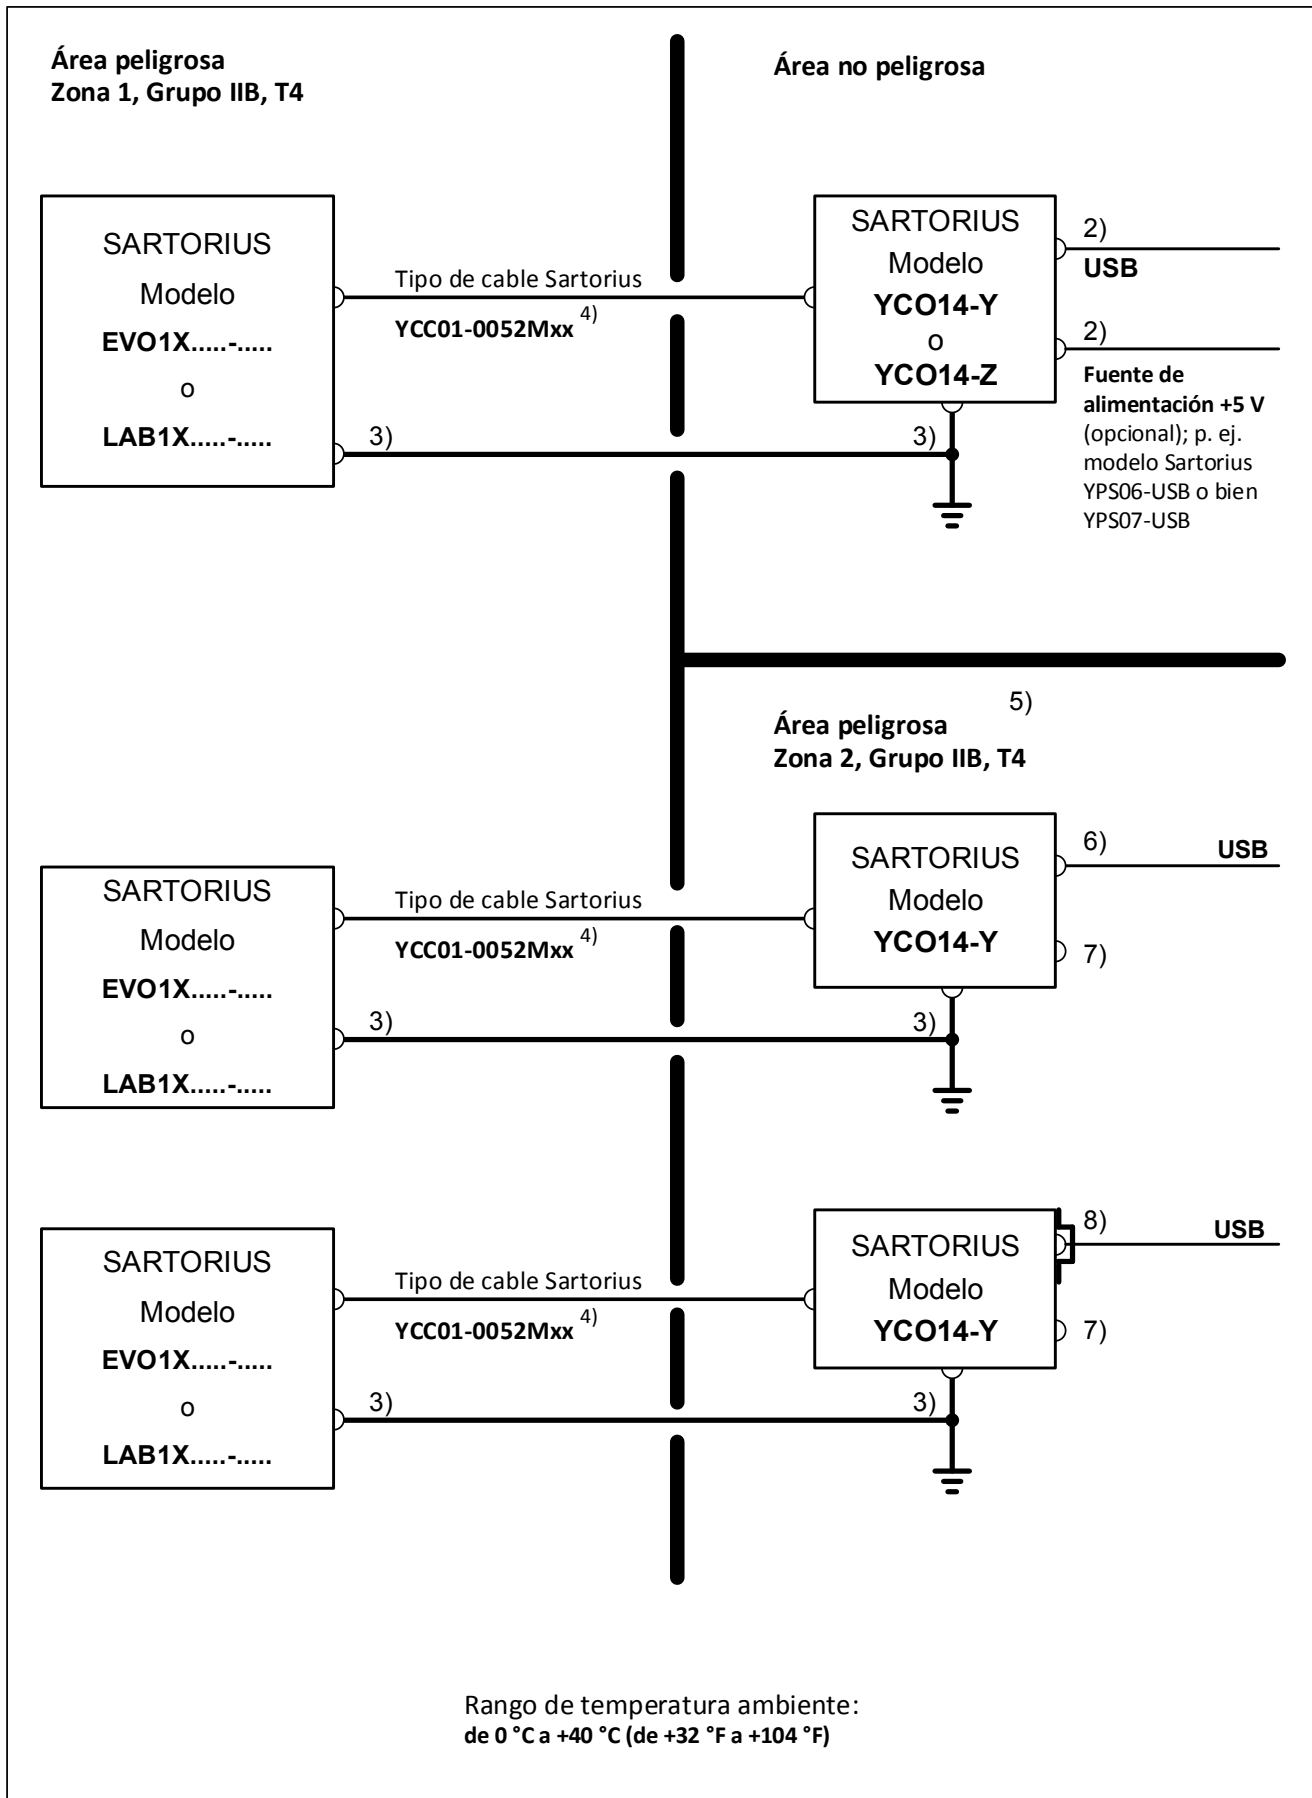 Área peligrosa
Zona 1, Grupo IIB, T4
Área no peligrosa
SARTORIUS
Modelo
EVO1X.....-.....
o
LAB1X.....-.....
Tipo de cable Sartorius
YCC01-0052Mxx 4)
3)
3)
SARTORIUS
Modelo
YCO14-Y
o
YCO14-Z
2)
USB
2)
Fuente de
alimentación +5 V
(opcional); p. ej.
modelo Sartorius
YPS06-USB o bien
YPS07-USB
5)
Área peligrosa
Zona 2, Grupo IIB, T4
SARTORIUS
Modelo
EVO1X.....-.....
o
LAB1X.....-.....
Tipo de cable Sartorius
YCC01-0052Mxx 4)
3)
3)
SARTORIUS
Modelo
YCO14-Y
6)
USB
7)
SARTORIUS
Modelo
EVO1X.....-.....
o
LAB1X.....-.....
Tipo de cable Sartorius
YCC01-0052Mxx 4)
3)
3)
SARTORIUS
Modelo
YCO14-Y
8)
USB
7)
Rango de temperatura ambiente:
de 0 °C a +40 °C (de +32 °F a +104 °F)